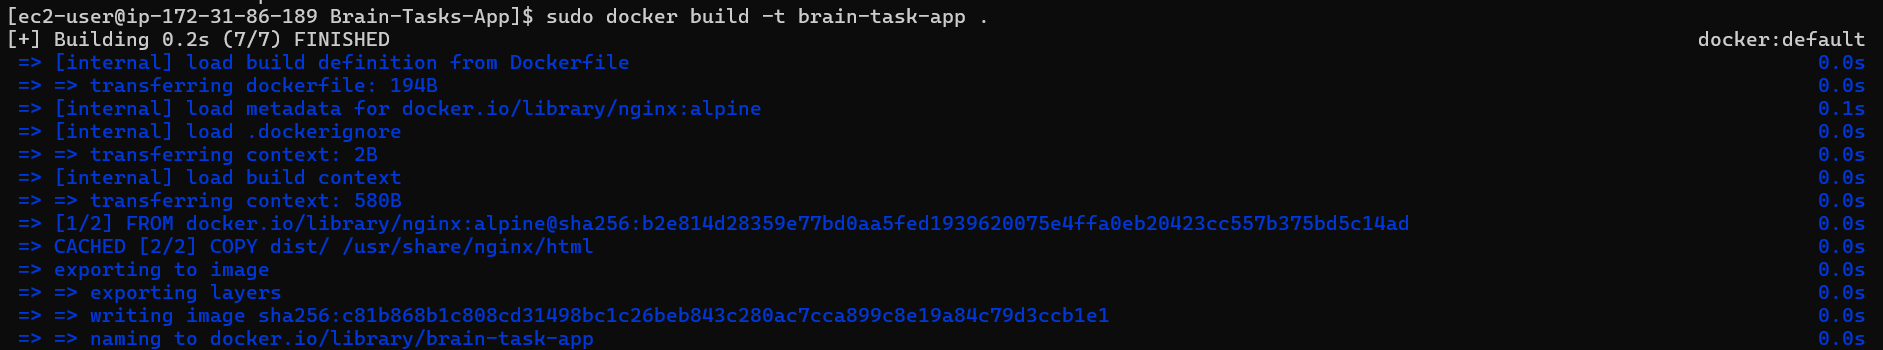 [ec2-user@ip-172-31-86-189 Brain-Tasks-App]$ sudo docker build -t brain-task-app .
[+] Building 0.2s (7/7) FINISHED docker:default
=> [internal] load build definition from Dockerfile 0.0s
=> => transferring dockerfile: 194B 0.0s
=> [internal] load metadata for docker.io/library/nginx:alpine 0.1s
=> [internal] load .dockerignore 0.0s
=> => transferring context: 2B 0.0s
=> [internal] load build context 0.0s
=> => transferring context: 580B 0.0s
=> [1/2] FROM docker.io/library/nginx:alpine@sha256:b2e814d28359e77bd0aa5fed1939620075e4ffa0eb20423cc557b375bd5c14ad 0.0s
=> CACHED [2/2] COPY dist/ /usr/share/nginx/html 0.0s
=> exporting to image 0.0s
=> => exporting layers 0.0s
=> => writing image sha256:c81b868b1c808cd31498bc1c26beb843c280ac7cca899c8e19a84c79d3ccb1e1 0.0s
=> => naming to docker.io/library/brain-task-app 0.0s